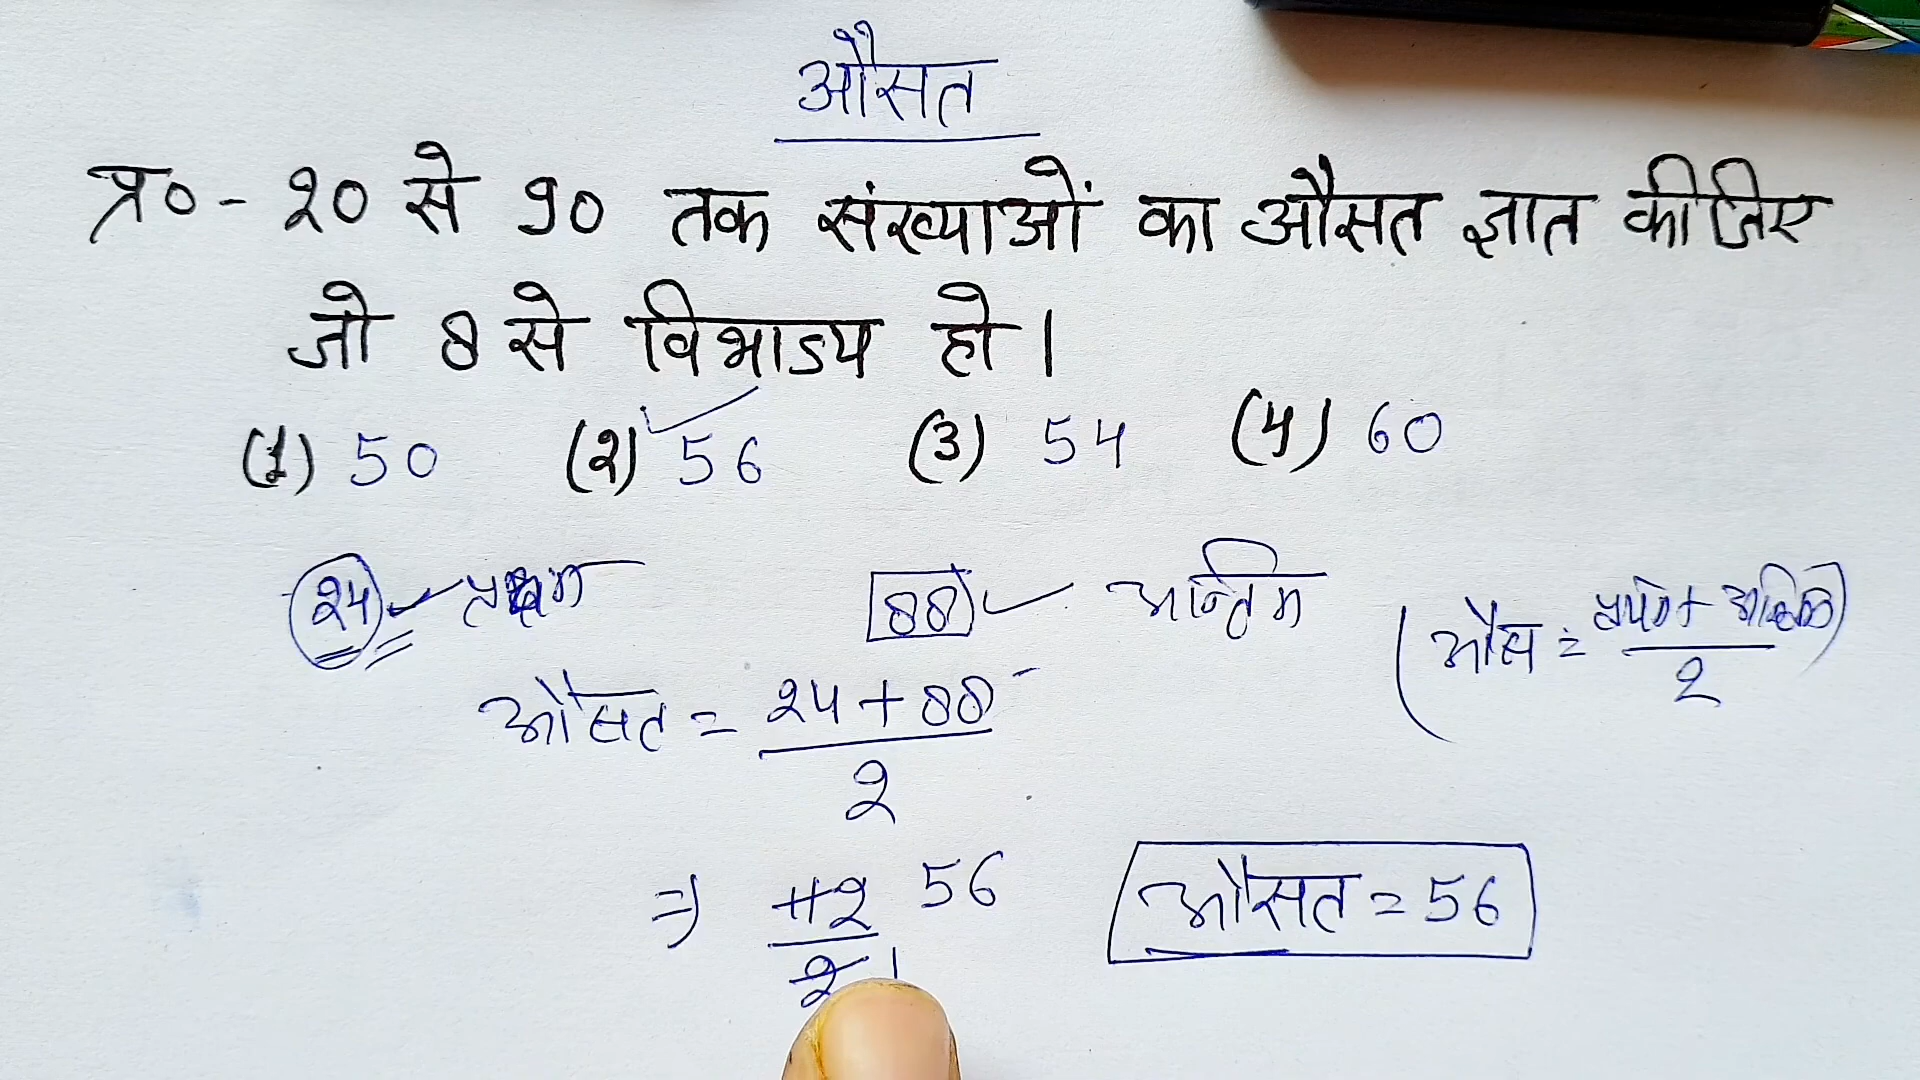 औसत
प्र० - 20 से 90 तक संख्याओं का औसत ज्ञात कीजिए
जो 8 से विभाज्य हो।
(1) 50 (2) 56 (3) 54 (4) 60
24 प्रथम 88 अन्तिम
(औसत = प्रथम + अन्तिम / 2)
औसत = 24 + 88 / 2
⇒ 112 / 2 56 1
औसत = 56